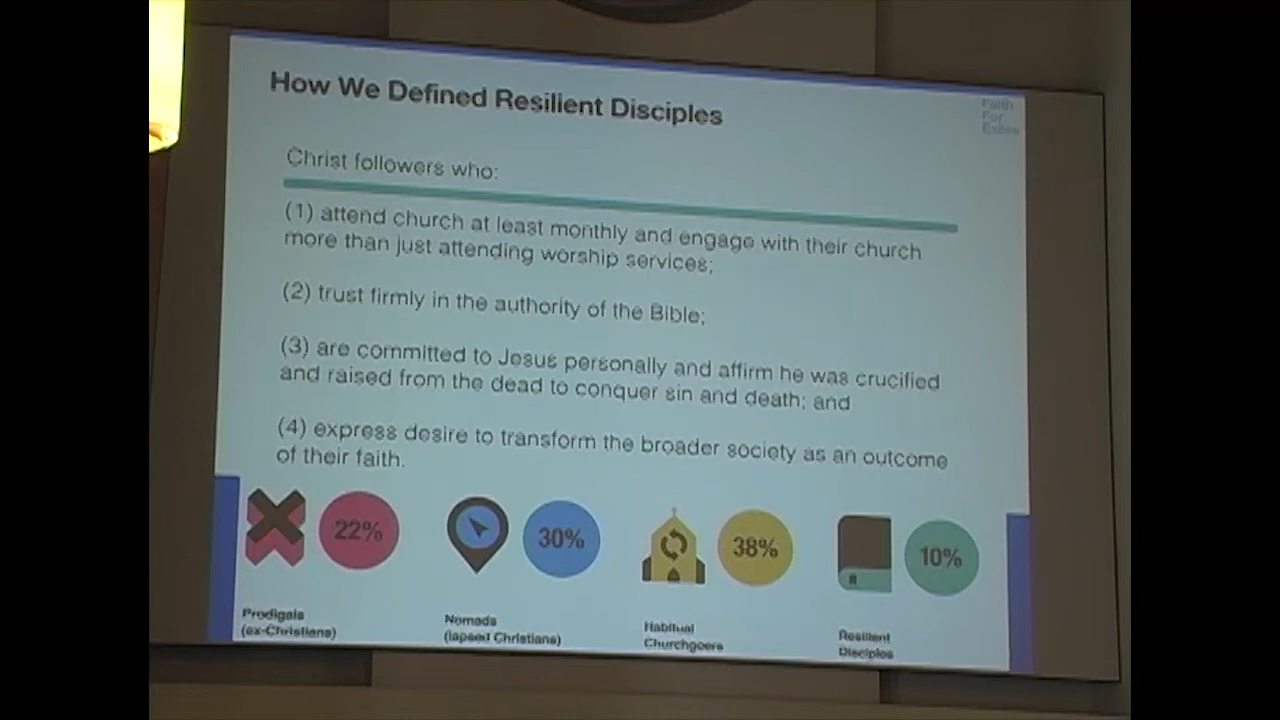 How We Defined Resilient Disciples
Faith
For
Exiles
Christ followers who:
(1) attend church at least monthly and engage with their church
more than just attending worship services;
(2) trust firmly in the authority of the Bible;
(3) are committed to Jesus personally and affirm he was crucified
and raised from the dead to conquer sin and death; and
(4) express desire to transform the broader society as an outcome
of their faith.
22%
30%
38%
10%
Prodigals
(ex-Christians)
Nomads
(lapsed Christians)
Habitual
Churchgoers
Resilient
Disciples